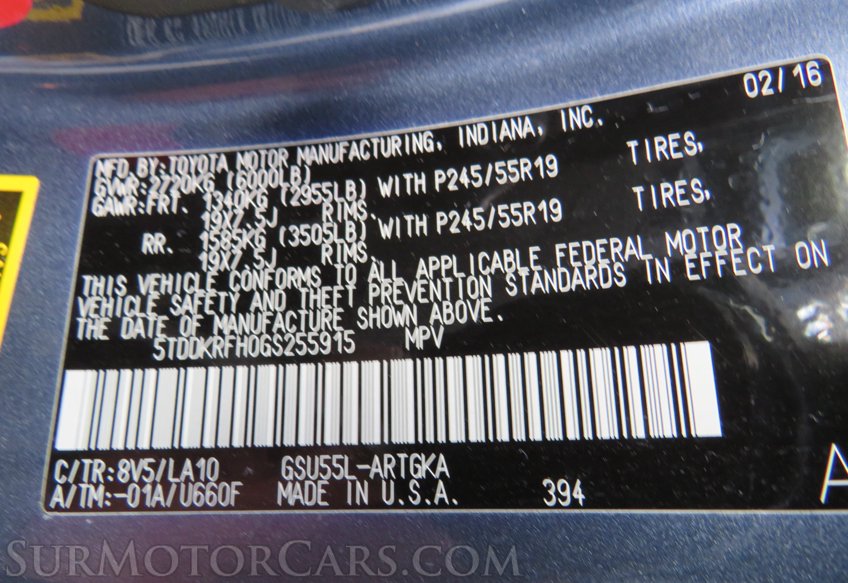 02/16
MFD.BY:TOYOTA MOTOR MANUFACTURING, INDIANA, INC.
GVWR:2720KG (6000LB)
GAWR:FRT. 1340KG (2955LB) WITH P245/55R19 TIRES,
19X7.5J RIMS.
RR. 1585KG (3505LB) WITH P245/55R19 TIRES,
19X7.5J RIMS.
THIS VEHICLE CONFORMS TO ALL APPLICABLE FEDERAL MOTOR
VEHICLE SAFETY AND THEFT PREVENTION STANDARDS IN EFFECT ON
THE DATE OF MANUFACTURE SHOWN ABOVE.
5TDDKRFH0GS255915 MPV
C/TR:8V5/LA10 GSU55L-ARTGKA
A/TM:-01A/U660F MADE IN U.S.A. 394
A
SURMOTORCARS.COM